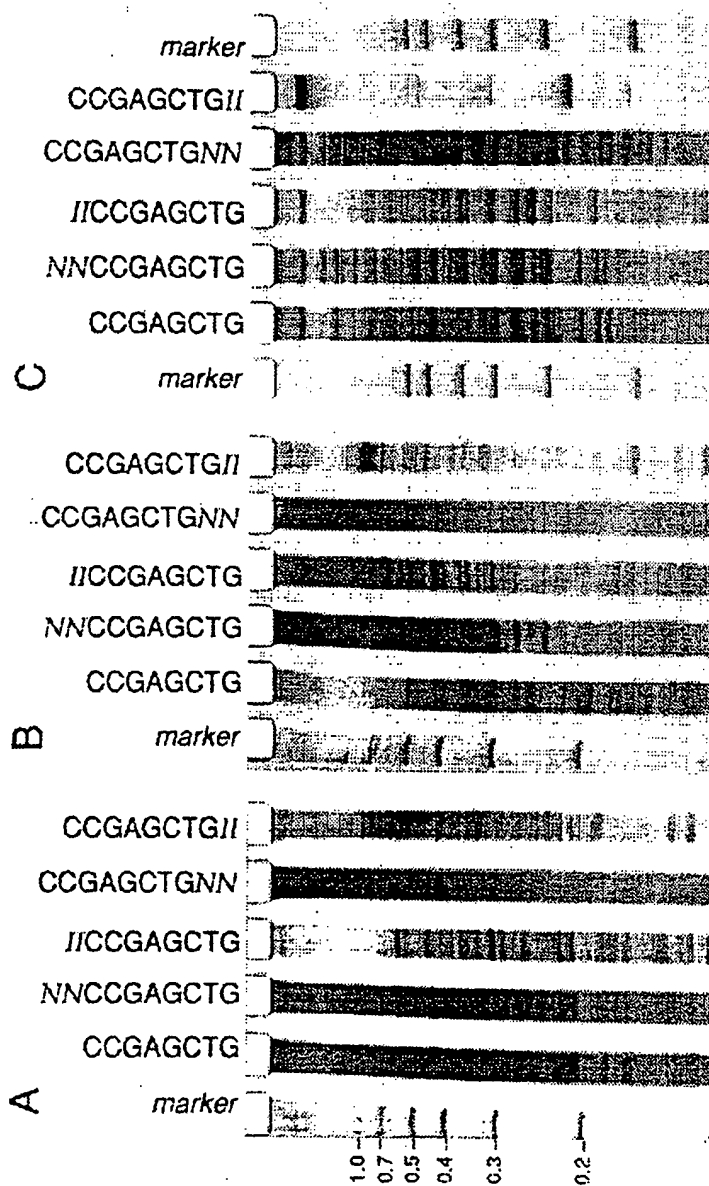 marker
CCGAGCTGII
CCGAGCTGNN
IICCGAGCTG
NNCCGAGCTG
CCGAGCTG
C
marker
CCGAGCTGII
CCGAGCTGNN
IICCGAGCTG
NNCCGAGCTG
CCGAGCTG
B
marker
CCGAGCTGII
CCGAGCTGNN
IICCGAGCTG
NNCCGAGCTG
CCGAGCTG
A
marker
1.0
0.7
0.5
0.4
0.3
0.2